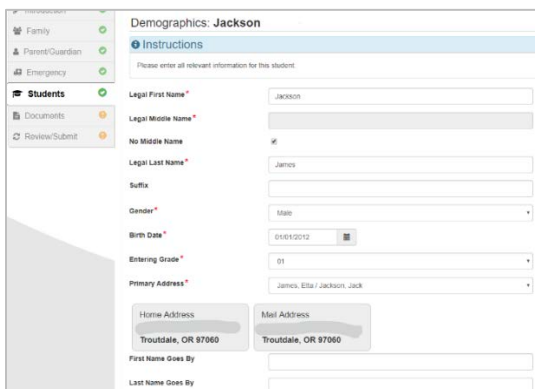 Introduction
Family
Parent/Guardian
Emergency
Students
Documents
Review/Submit
Demographics: Jackson
Instructions
Please enter all relevant information for this student
Legal First Name* Jackson
Legal Middle Name*
No Middle Name
Legal Last Name* James
Suffix
Gender* Male
Birth Date* 01/01/2012
Entering Grade* 01
Primary Address* James, Etta / Jackson, Jack
Home Address Mail Address
Troutdale, OR 97060 Troutdale, OR 97060
First Name Goes By
Last Name Goes By